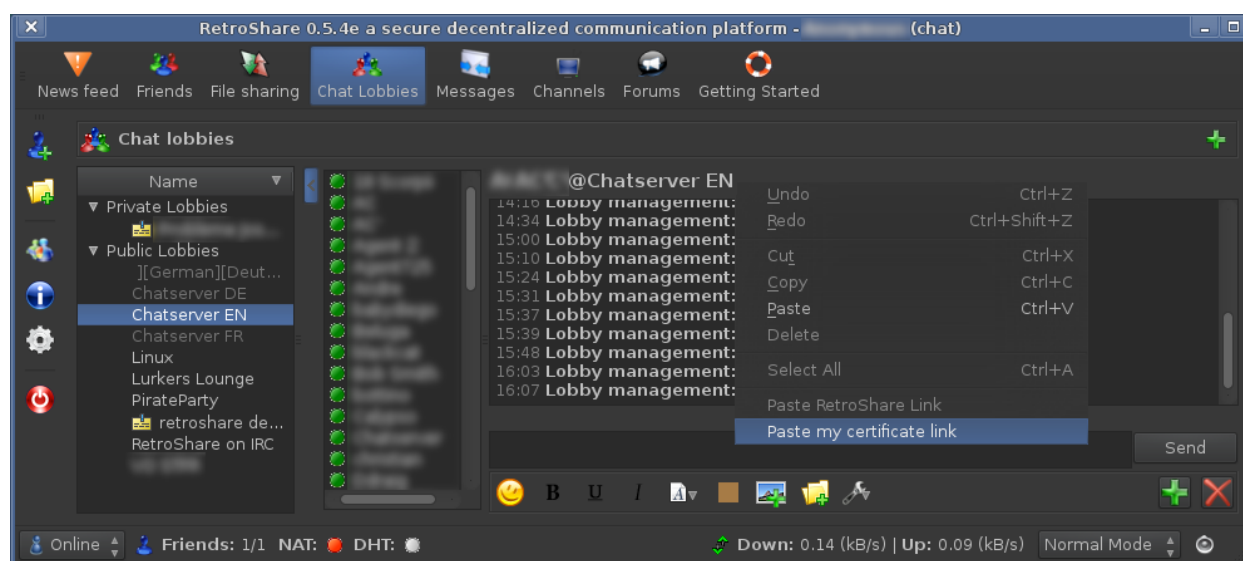 RetroShare 0.5.4e a secure decentralized communication platform - (chat)
News feed Friends File sharing Chat Lobbies Messages Channels Forums Getting Started
Chat lobbies
Name
Private Lobbies
Public Lobbies
][German][Deut...
Chatserver DE
Chatserver EN
Chatserver FR
Linux
Lurkers Lounge
PirateParty
retroshare de...
RetroShare on IRC
@Chatserver EN
14:16 Lobby management:
14:34 Lobby management:
15:00 Lobby management:
15:10 Lobby management:
15:24 Lobby management:
15:31 Lobby management:
15:37 Lobby management:
15:39 Lobby management:
15:48 Lobby management:
16:03 Lobby management:
16:07 Lobby management:
Undo Ctrl+Z
Redo Ctrl+Shift+Z
Cut Ctrl+X
Copy Ctrl+C
Paste Ctrl+V
Delete
Select All Ctrl+A
Paste RetroShare Link
Paste my certificate link
Send
B U I A
Online Friends: 1/1 NAT: DHT: Down: 0.14 (kB/s) | Up: 0.09 (kB/s) Normal Mode